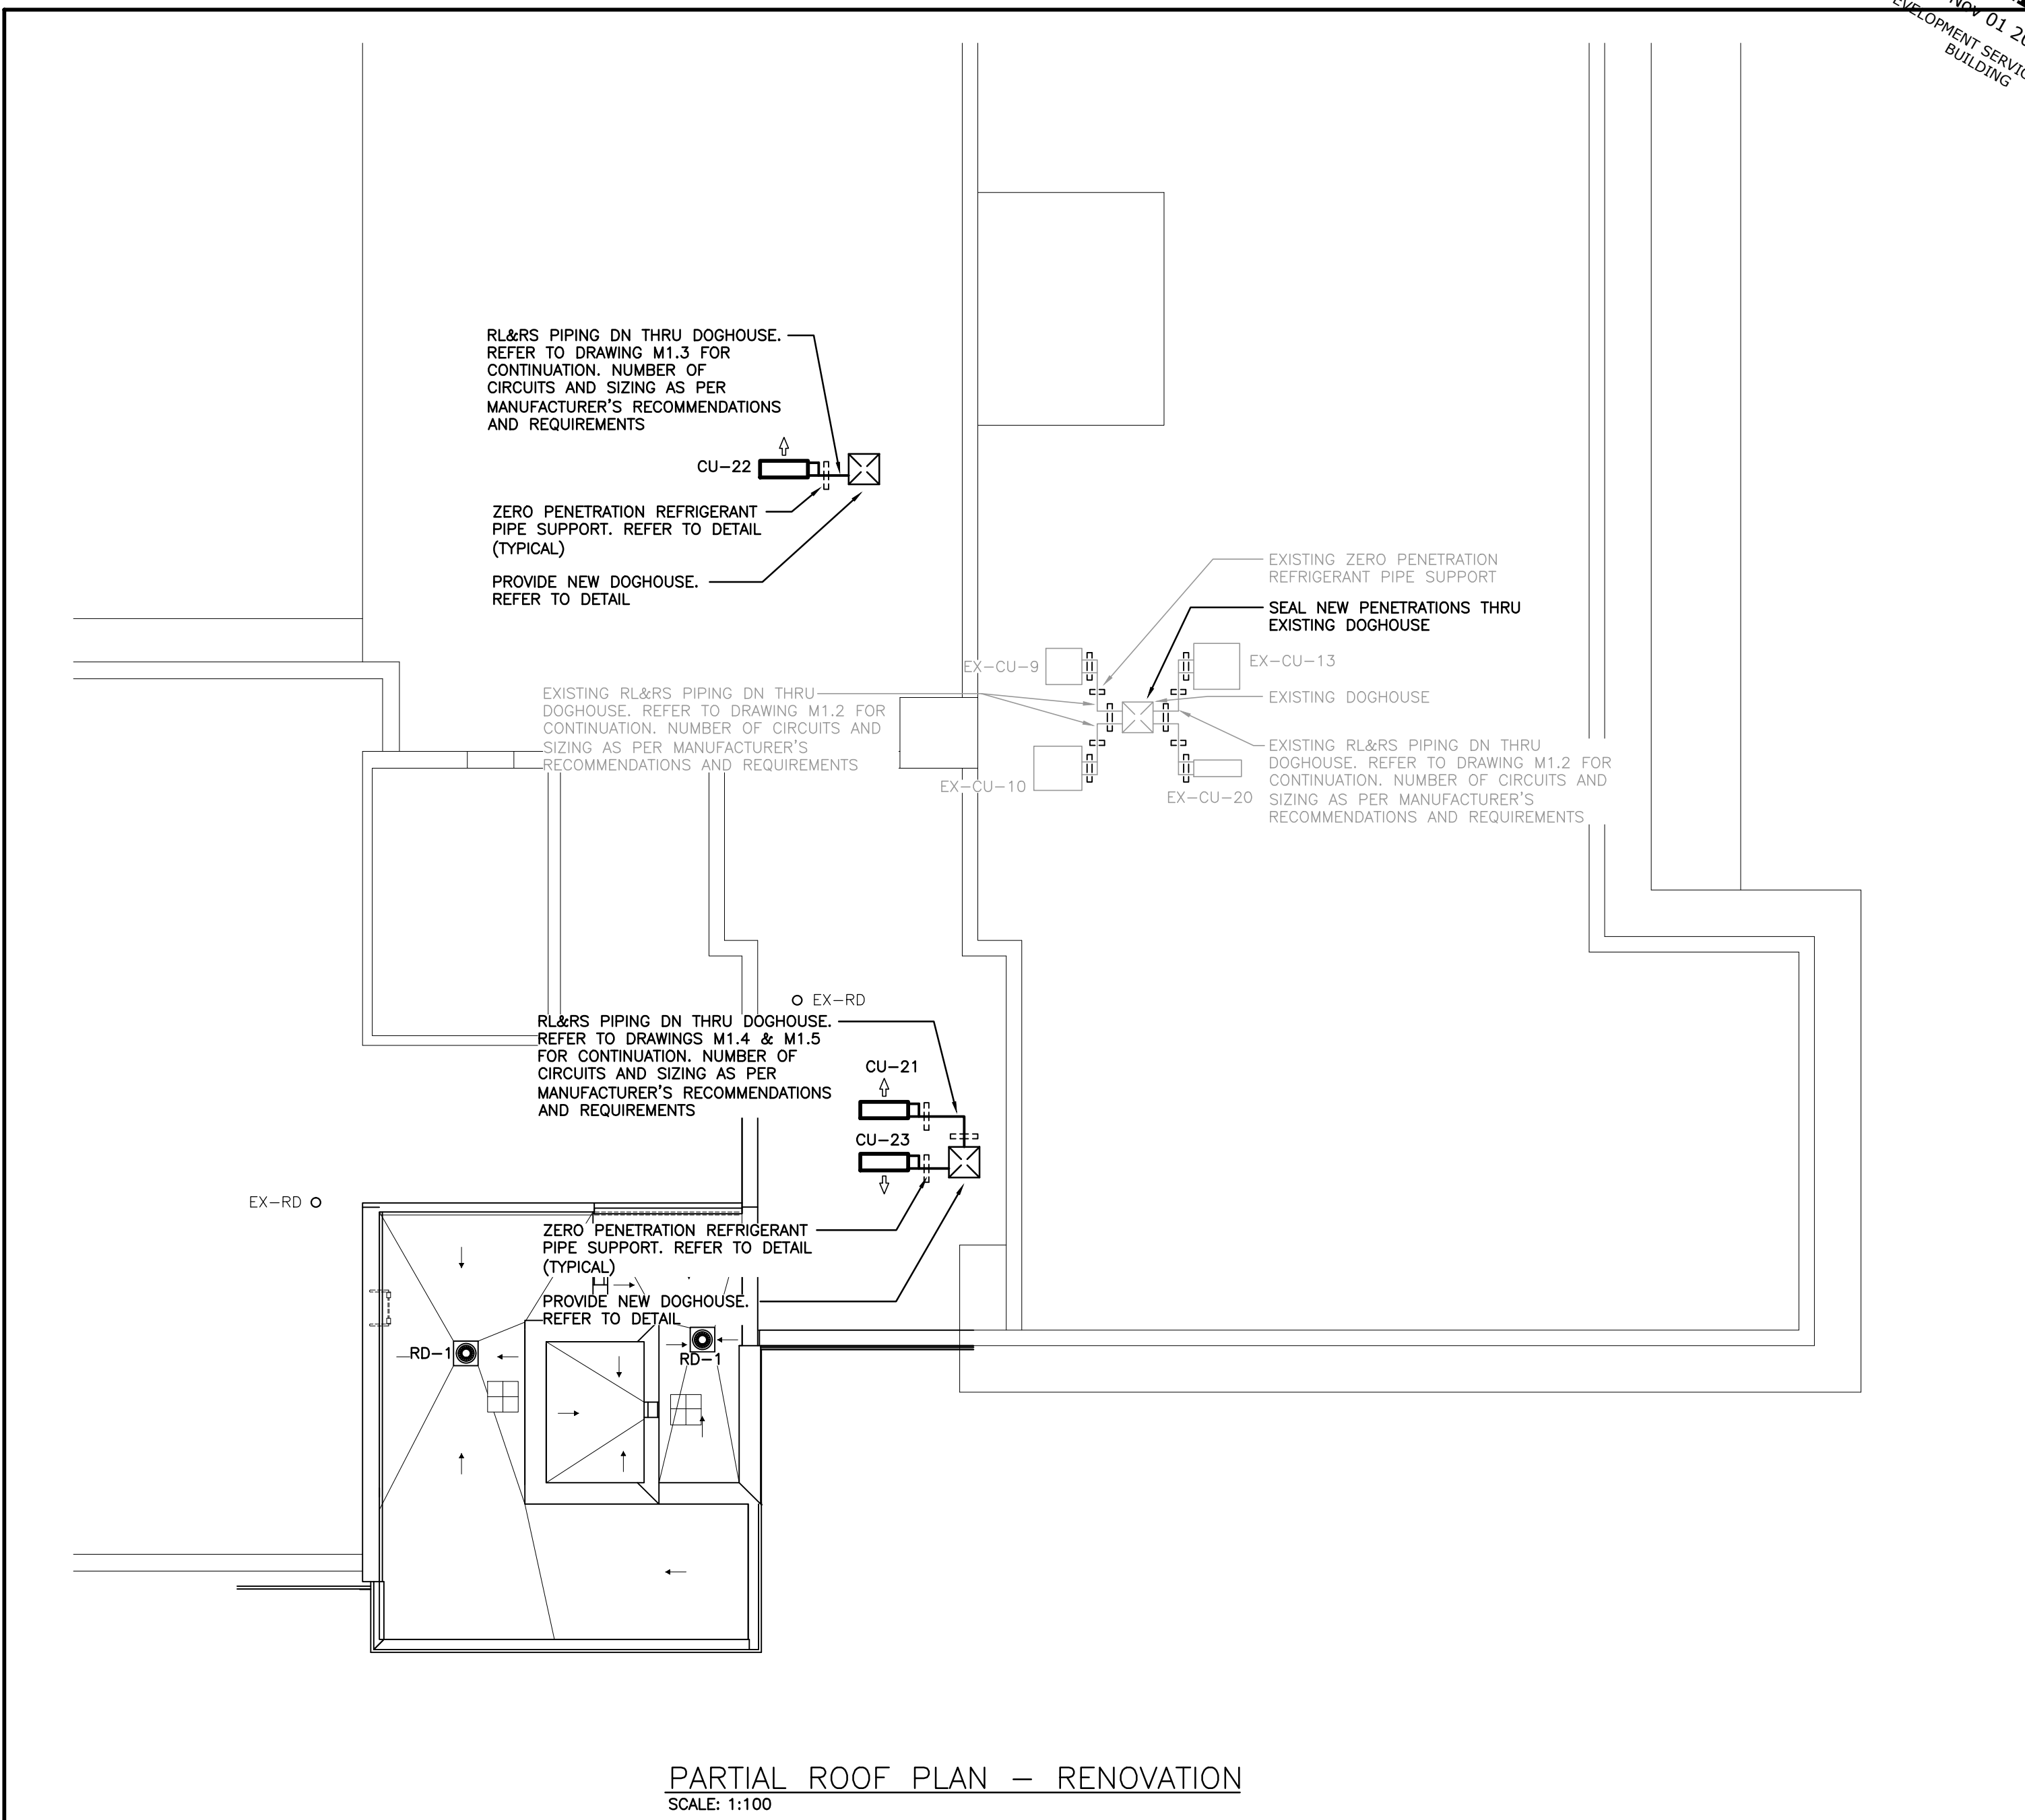 NOV 01
BUILDING
RL&RS PIPING DN THRU DOGHOUSE.
REFER TO DRAWING M1.3 FOR
CONTINUATION. NUMBER OF
CIRCUITS AND SIZING AS PER
MANUFACTURER'S RECOMMENDATIONS
AND REQUIREMENTS
CU-22
ZERO PENETRATION REFRIGERANT
PIPE SUPPORT. REFER TO DETAIL
(TYPICAL)
PROVIDE NEW DOGHOUSE.
REFER TO DETAIL
EXISTING ZERO PENETRATION
REFRIGERANT PIPE SUPPORT
SEAL NEW PENETRATIONS THRU
EXISTING DOGHOUSE
EX-CU-9
EX-CU-13
EXISTING DOGHOUSE
EXISTING RL&RS PIPING DN THRU
DOGHOUSE. REFER TO DRAWING M1.2 FOR
CONTINUATION. NUMBER OF CIRCUITS AND
SIZING AS PER MANUFACTURER'S
RECOMMENDATIONS AND REQUIREMENTS
EX-CU-10
EX-CU-20
EXISTING RL&RS PIPING DN THRU
DOGHOUSE. REFER TO DRAWING M1.2 FOR
CONTINUATION. NUMBER OF CIRCUITS AND
SIZING AS PER MANUFACTURER'S
RECOMMENDATIONS AND REQUIREMENTS
EX-RD
RL&RS PIPING DN THRU DOGHOUSE.
REFER TO DRAWINGS M1.4 & M1.5
FOR CONTINUATION. NUMBER OF
CIRCUITS AND SIZING AS PER
MANUFACTURER'S RECOMMENDATIONS
AND REQUIREMENTS
CU-21
CU-23
EX-RD
ZERO PENETRATION REFRIGERANT
PIPE SUPPORT. REFER TO DETAIL
(TYPICAL)
PROVIDE NEW DOGHOUSE.
REFER TO DETAIL
RD-1
RD-1
PARTIAL ROOF PLAN - RENOVATION
SCALE: 1:100